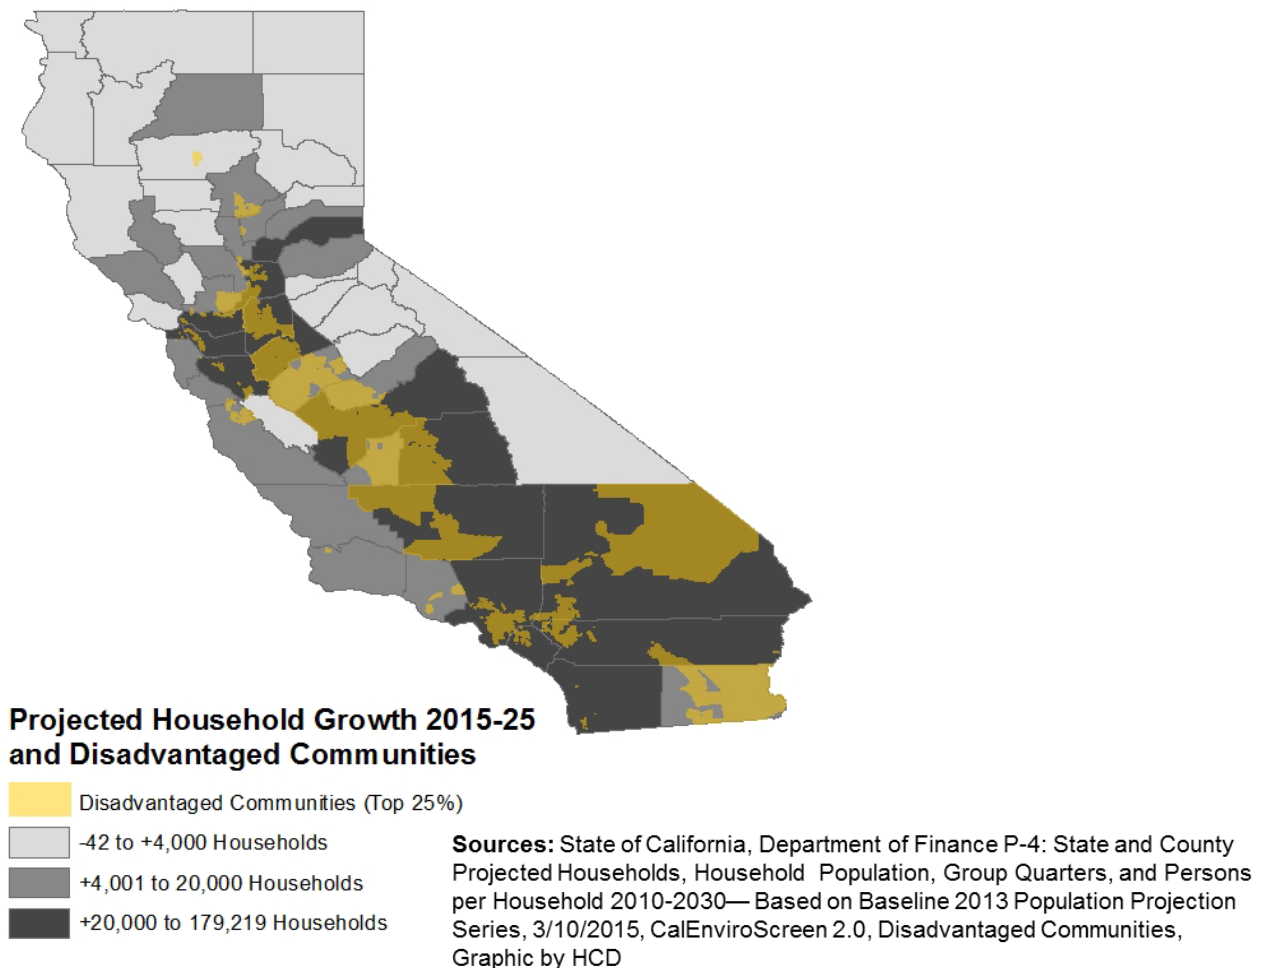 Projected Household Growth 2015-25
and Disadvantaged Communities
Disadvantaged Communities (Top 25%)
-42 to +4,000 Households
+4,001 to 20,000 Households
+20,000 to 179,219 Households
Sources: State of California, Department of Finance P-4: State and County
Projected Households, Household Population, Group Quarters, and Persons
per Household 2010-2030— Based on Baseline 2013 Population Projection
Series, 3/10/2015, CalEnviroScreen 2.0, Disadvantaged Communities,
Graphic by HCD